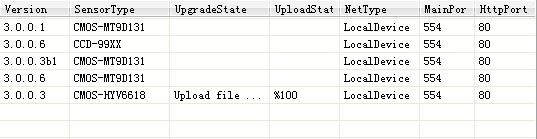 Version SensorType UpgradeState UploadStat NetType MainPor HttpPort
3.0.0.1 CMOS-MT9D131 LocalDevice 554 80
3.0.0.6 CCD-99XX LocalDevice 554 80
3.0.0.3b1 CMOS-MT9D131 LocalDevice 554 80
3.0.0.6 CMOS-MT9D131 LocalDevice 554 80
3.0.0.3 CMOS-HYV6618 Upload file ... %100 LocalDevice 554 80